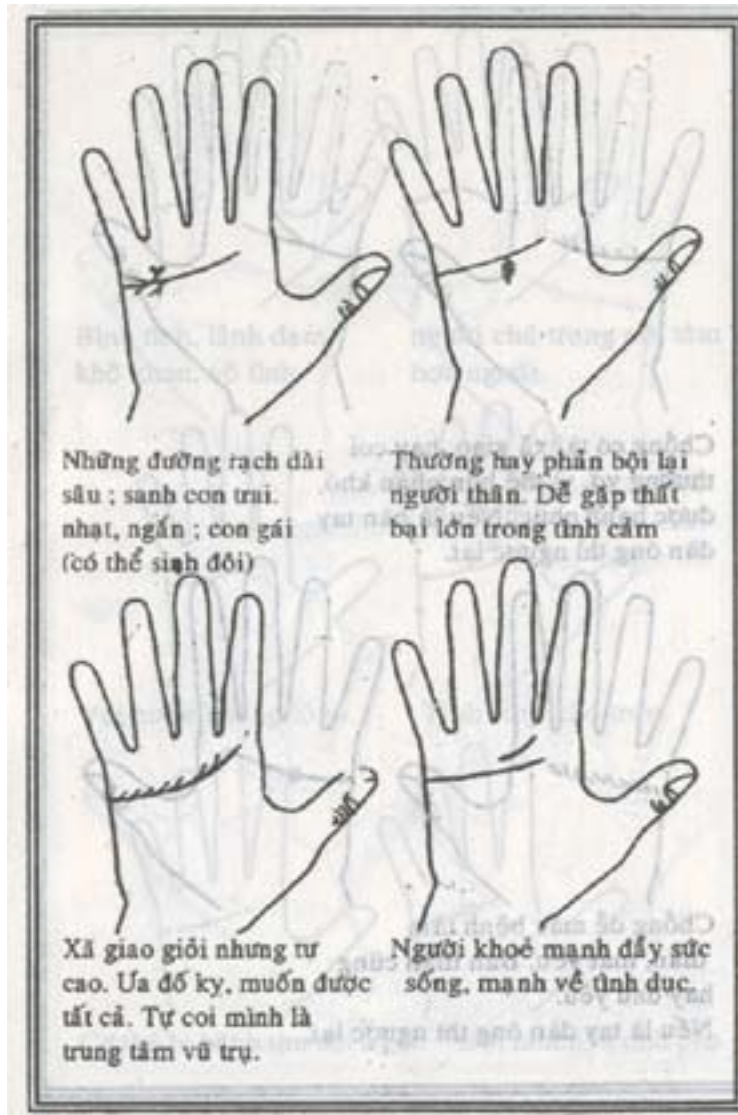 Những đường rạch dài
sâu ; sanh con trai.
nhạt, ngắn ; con gái
(có thể sinh đôi)
Thường hay phản bội lại
người thân. Dễ gặp thất
bại lớn trong tình cảm
Xã giao giỏi nhưng tự
cao. Ưa đố kỵ, muốn được
tất cả. Tự coi mình là
trung tâm vũ trụ.
Người khoẻ mạnh đầy sức
sống, mạnh về tình dục.